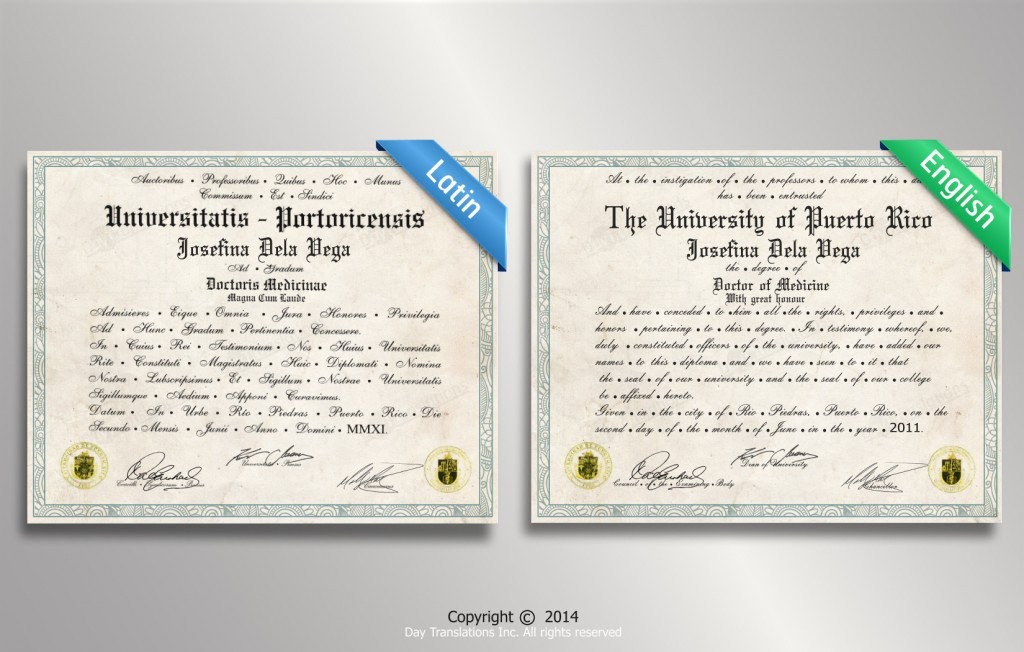 Auctoribus • Professoribus • Quibus • Hoc • Munus
Commissum • Est • Sindici
Universitatis - Portoricensis
Josefina Dela Vega
Ad • Gradum
Doctoris Medicinae
Magna Cum Laude
Admisieres • Eique • Omnia • Jura • Honores • Privilegia
Ad • Hunc • Gradum • Pertinentia • Concessere.
In • Cuius • Rei • Testimonium • Nos • Huius • Universitatis
Rite • Constituti • Magistratus • Huic • Diplomati • Nomina
Nostra • Lubscripsimus • Et • Sigillum • Nostrae • Universitatis
Sigillumque • Aedium • Apponi • Curavimus.
Datum • In • Urbe • Rio • Piedras • Puerto • Rico • Die
Secundo • Mensis • Junii • Anno • Domini • MMXI.
Latin
At • the • instigation • of • the • professors • to whom • this •
has • been • entrusted
The University of Puerto Rico
Josefina Dela Vega
the • degree • of
Doctor of Medicine
With great honour
And • have • conceded • to • him • all • the • rights, • privileges • and •
honors • pertaining • to • this • degree. • In • testimony • whereof, • we,
duly • constituted • officers • of • the • university, • have • added • our
names • to • this • diploma • and • we • have • seen • to • it • that
the • seal • of • our • university • and • the • seal • of • our • college
be • affixed • hereto.
Given • in • the • city • of • Rio • Piedras, • Puerto • Rico, • on • the
second • day • of • the • month • of • June • in • the • year • 2011.
Dean of • University
Council • of • the • Examining • Body
English
Copyright © 2014
Day Translations Inc. All rights reserved